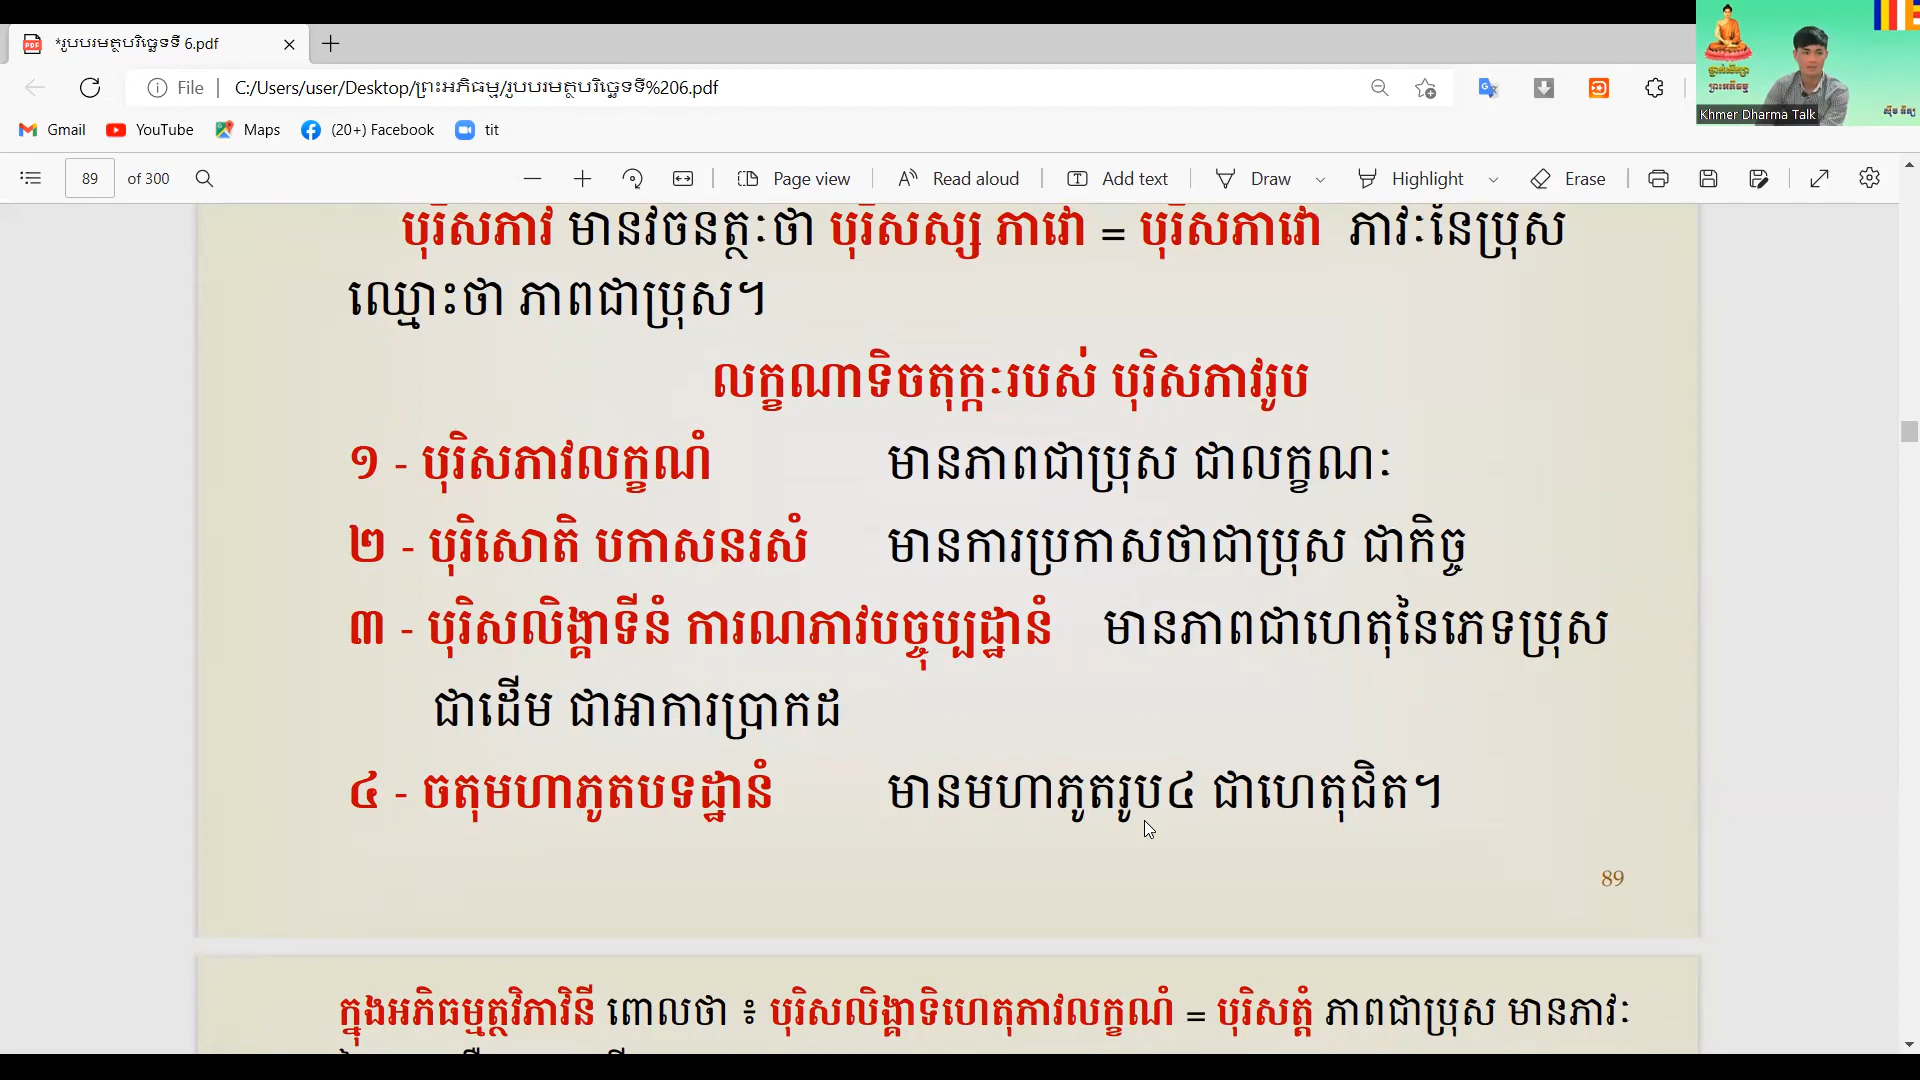 *រូបបរមត្ថបរិច្ឆេទទី 6.pdf
File C:/Users/user/Desktop/ព្រះអភិធម្ម/រូបបរមត្ថបរិច្ឆេទទី%206.pdf
Gmail YouTube Maps (20+) Facebook tit
ថ្នាក់សិក្សា
ព្រះអភិធម្ម
Khmer Dharma Talk
89 of 300 Page view Read aloud Add text Draw Highlight Erase
បុរិសភាវ មានវចនត្ថៈថា បុរិសស្ស ភាវោ = បុរិសភាវោ ភាវៈនៃប្រុស
ឈ្មោះថា ភាពជាប្រុស។
លក្ខណាទិចតុក្កៈរបស់ បុរិសភាវរូប
១ - បុរិសភាវលក្ខណំ មានភាពជាប្រុស ជាលក្ខណៈ
២ - បុរិសោតិ បកាសនរសំ មានការប្រកាសថាជាប្រុស ជាកិច្ច
៣ - បុរិសលិង្គាទីនំ ការណភាវបច្ចុប្បដ្ឋានំ មានភាពជាហេតុនៃភេទប្រុស
ជាដើម ជាអាការប្រាកដ
៤ - ចតុមហាភូតបទដ្ឋានំ មានមហាភូតរូប៤ ជាហេតុជិត។
89
ក្នុងអភិធម្មត្ថវិភាវិនី ពោលថា ៖ បុរិសលិង្គាទិហេតុភាវលក្ខណំ = បុរិសត្តំ ភាពជាប្រុស មានភាវៈ